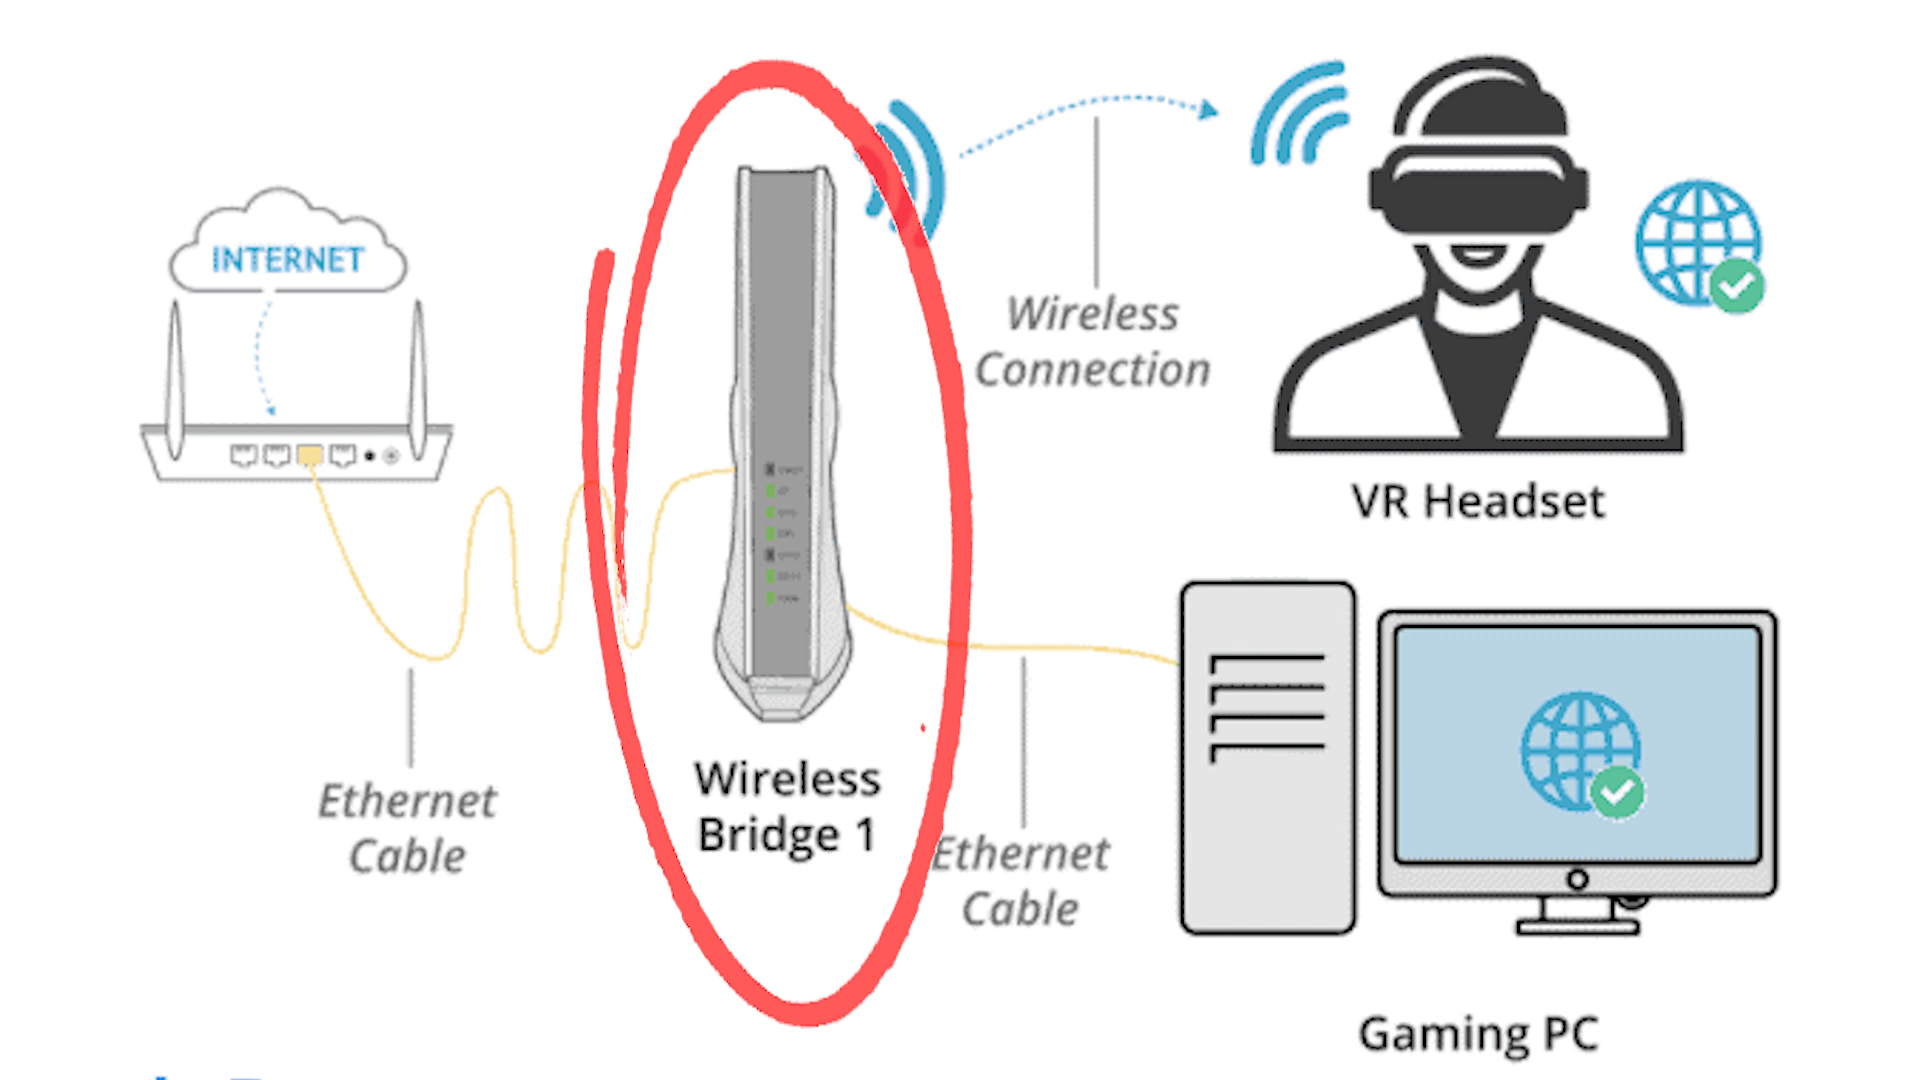 INTERNET
Wireless
Connection
VR Headset
Ethernet
Cable
Wireless
Bridge 1
Ethernet
Cable
Gaming PC